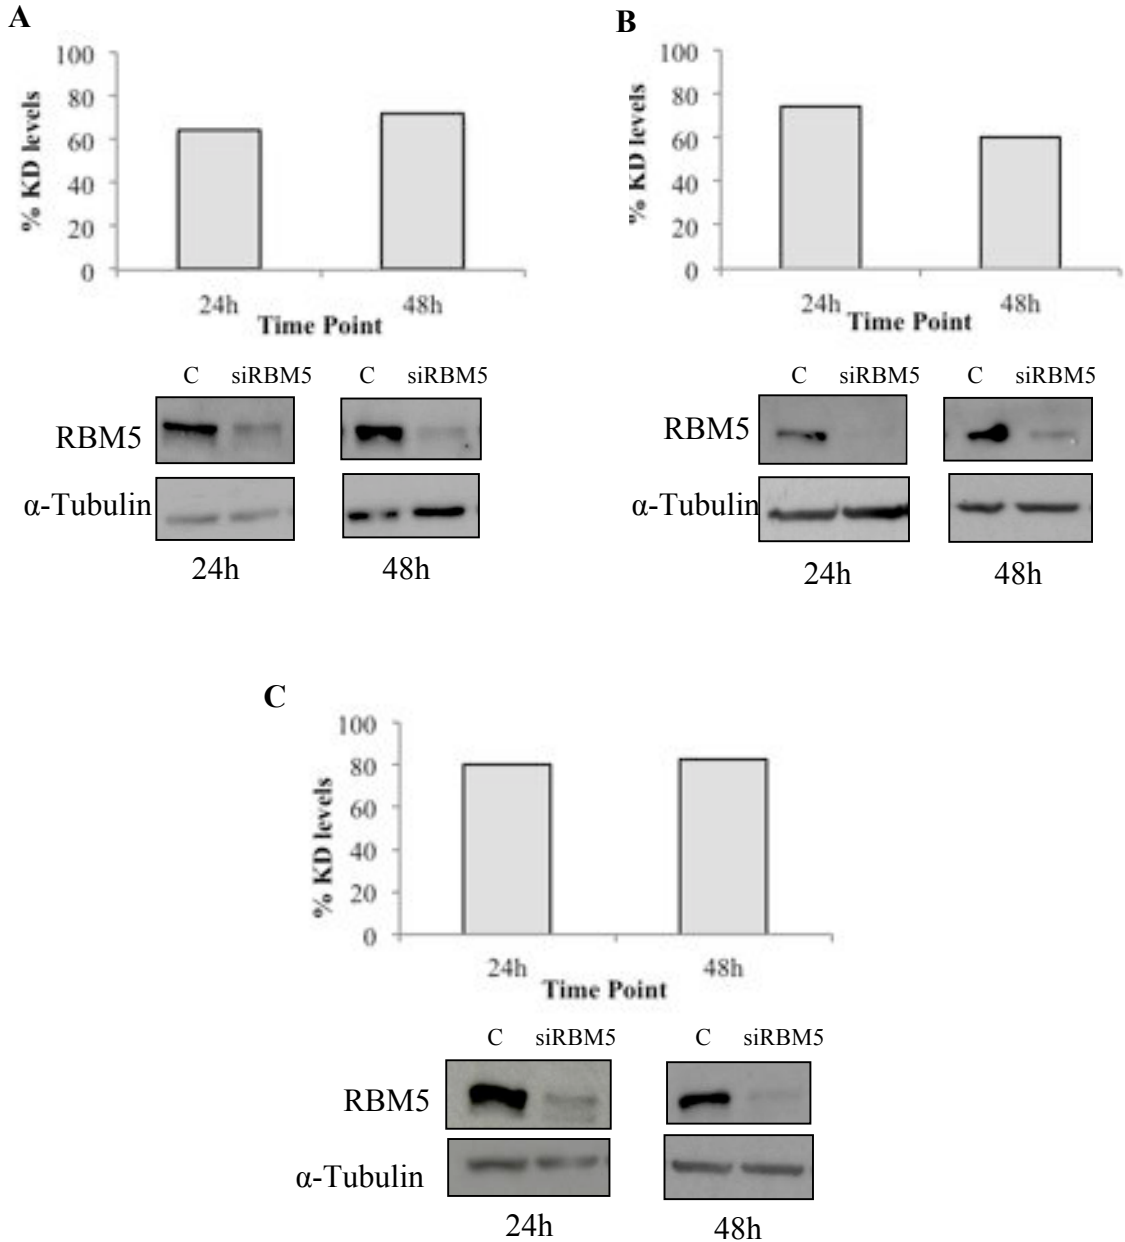 A
% KD levels
100
80
60
40
20
0
24h
48h
Time Point
C siRBM5
C siRBM5
RBM5
α-Tubulin
24h
48h
B
% KD levels
100
80
60
40
20
0
24h
48h
Time Point
C siRBM5
C siRBM5
RBM5
α-Tubulin
24h
48h
C
% KD levels
100
80
60
40
20
0
24h
48h
Time Point
C siRBM5
C siRBM5
RBM5
α-Tubulin
24h
48h